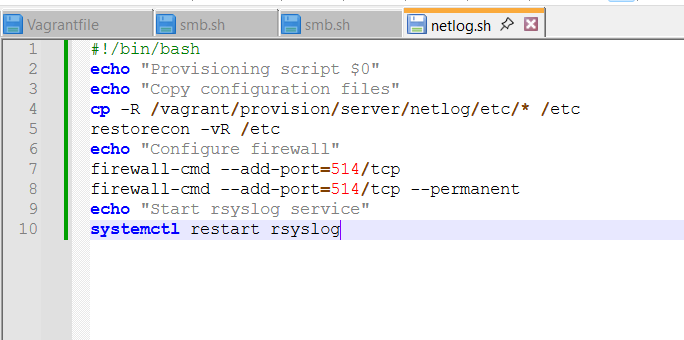 Vagrantfile smb.sh smb.sh netlog.sh
1 #!/bin/bash
2 echo "Provisioning script $0"
3 echo "Copy configuration files"
4 cp -R /vagrant/provision/server/netlog/etc/* /etc
5 restorecon -vR /etc
6 echo "Configure firewall"
7 firewall-cmd --add-port=514/tcp
8 firewall-cmd --add-port=514/tcp --permanent
9 echo "Start rsyslog service"
10 systemctl restart rsyslog